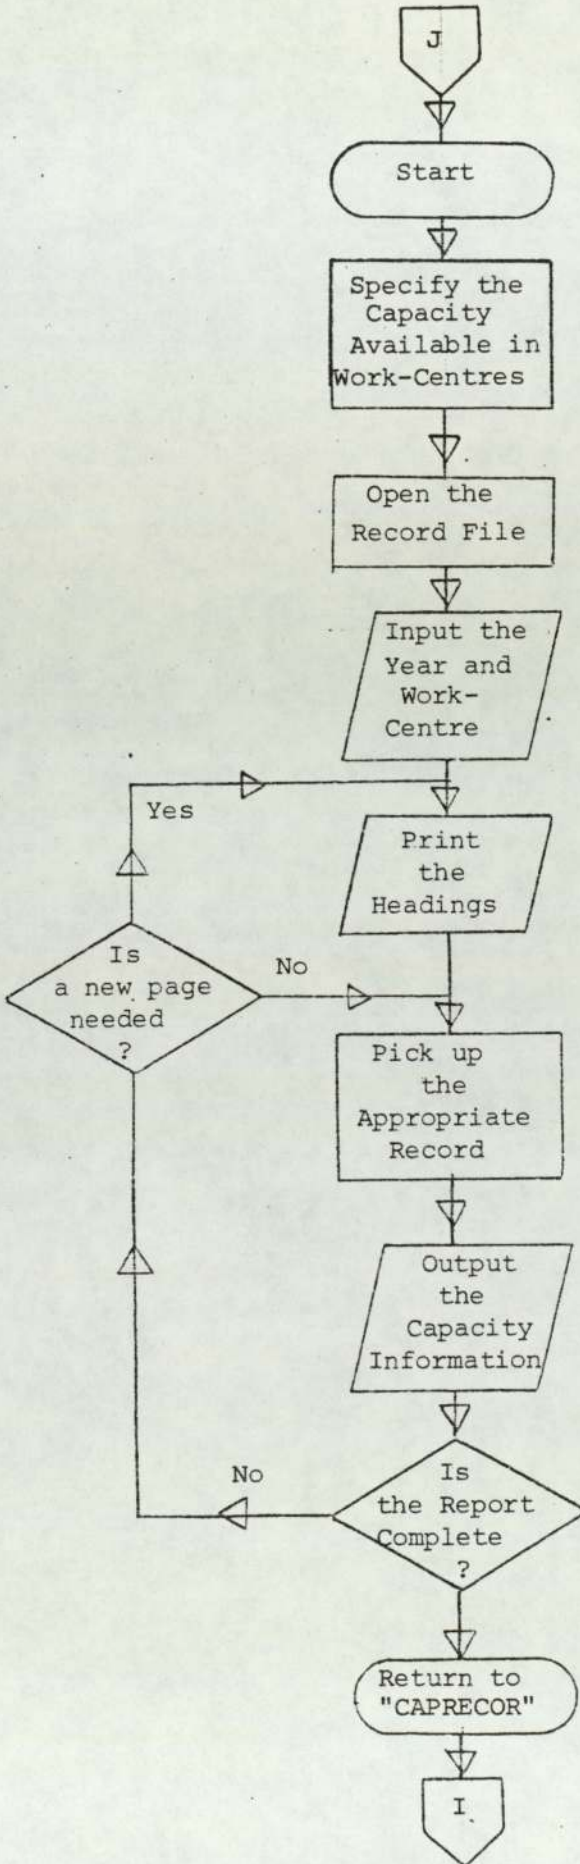 J
Start
Specify the
Capacity
Available in
Work-Centres
Open the
Record File
Input the
Year and
Work-
Centre
Yes
Print
the
Headings
Is
a new page
needed
?
No
Pick up
the
Appropriate
Record
Output
the
Capacity
Information
No
Is
the Report
Complete
?
Return to
"CAPRECOR"
I